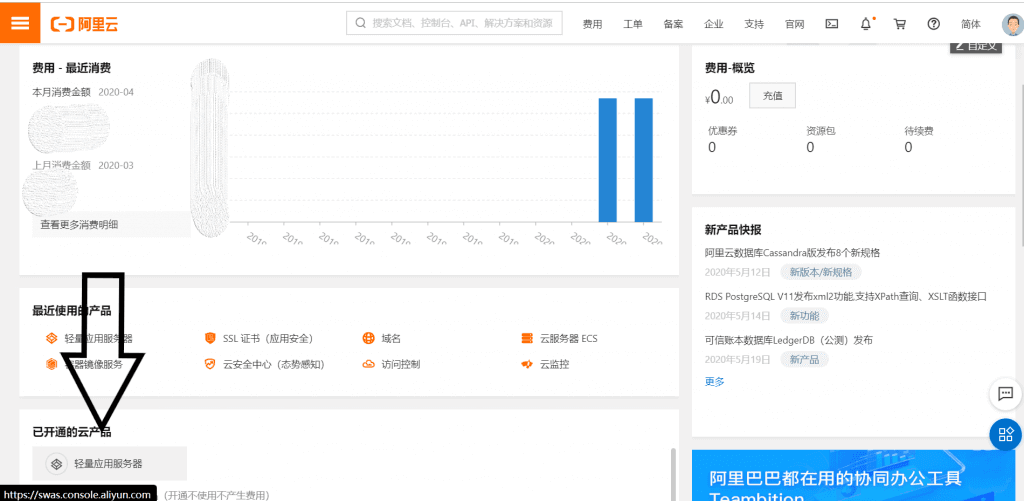 阿里云
搜索文档、控制台、API、解决方案和资源
费用 工单 备案 企业 支持 官网 简体
自定义
费用 - 最近消费
本月消费金额 2020-04
上月消费金额 2020-03
查看更多消费明细
费用-概览
¥0.00 充值
优惠券 资源包 待续费
0 0 0
最近使用的产品
轻量应用服务器 SSL 证书（应用安全） 域名 云服务器 ECS
容器镜像服务 云安全中心（态势感知） 访问控制 云监控
已开通的云产品
轻量应用服务器
（开通不使用不产生费用）
https://swas.console.aliyun.com
新产品快报
阿里云数据库Cassandra版发布8个新规格
2020年5月12日 新版本/新规格
RDS PostgreSQL V11发布xml2功能,支持XPath查询、XSLT函数接口
2020年5月14日 新功能
可信账本数据库LedgerDB（公测）发布
2020年5月19日 新产品
更多
阿里巴巴都在用的协同办公工具
Teambition